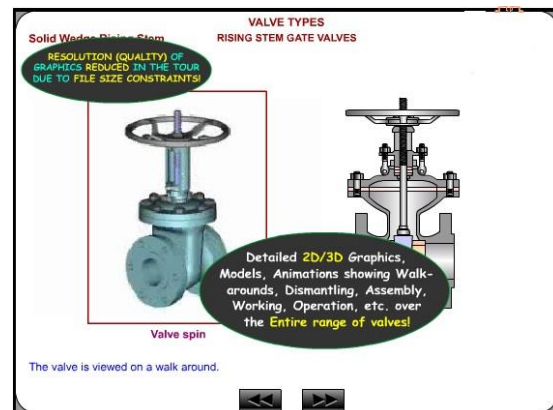 VALVE TYPES
Solid Wedge Rising Stem
RISING STEM GATE VALVES
RESOLUTION (QUALITY) OF
GRAPHICS REDUCED IN THE TOUR
DUE TO FILE SIZE CONSTRAINTS!
Detailed 2D/3D Graphics,
Models, Animations showing Walk-
arounds, Dismantling, Assembly,
Working, Operation, etc. over
the Entire range of valves!
Valve spin
The valve is viewed on a walk around.